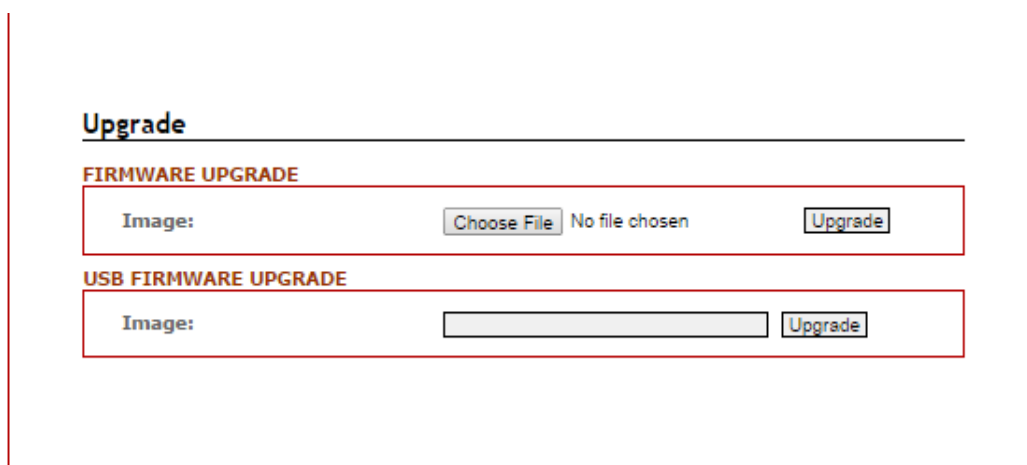 Upgrade
FIRMWARE UPGRADE
Image: Choose File No file chosen Upgrade
USB FIRMWARE UPGRADE
Image: Upgrade